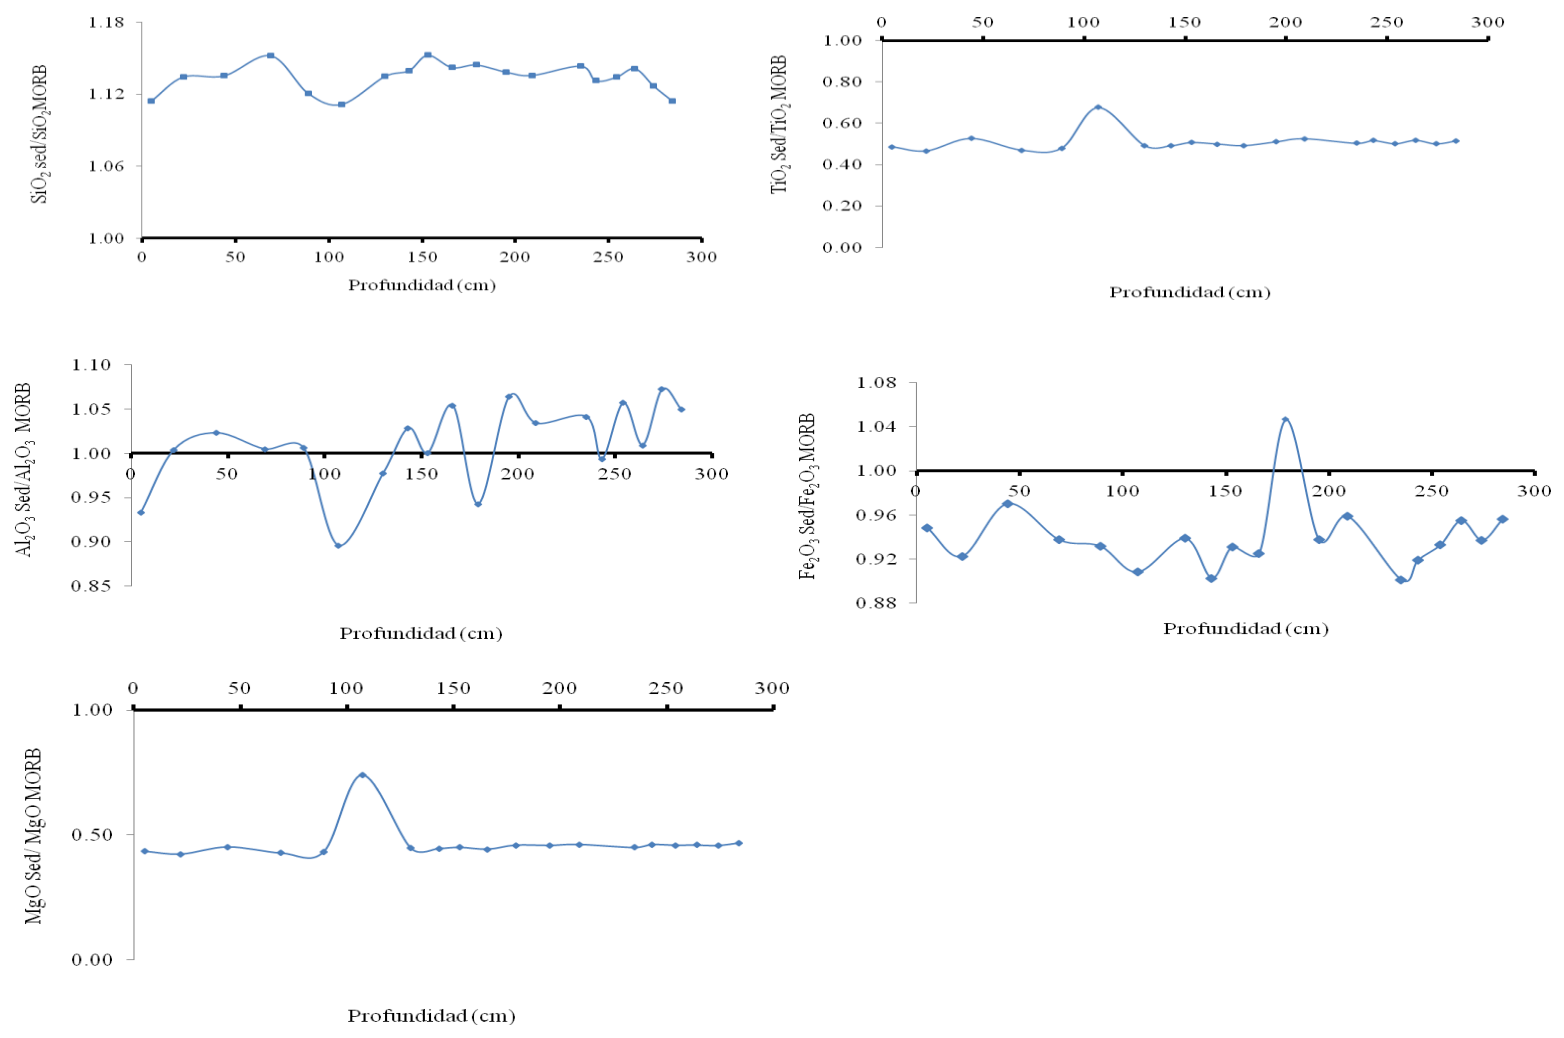 SiO2 sed/SiO2MORB
1.18
1.12
1.06
1.00
0 50 100 150 200 250 300
Profundidad (cm)
TiO2 Sed/TiO2 MORB
0 50 100 150 200 250 300
1.00
0.80
0.60
0.40
0.20
0.00
Profundidad (cm)
Al2O3 Sed/Al2O3 MORB
1.10
1.05
1.00
0.95
0.90
0.85
0 50 100 150 200 250 300
Profundidad (cm)
Fe2O3 Sed/Fe2O3 MORB
1.08
1.04
1.00
0.96
0.92
0.88
0 50 100 150 200 250 300
Profundidad (cm)
MgO Sed/ MgO MORB
0 50 100 150 200 250 300
1.00
0.50
0.00
Profundidad (cm)